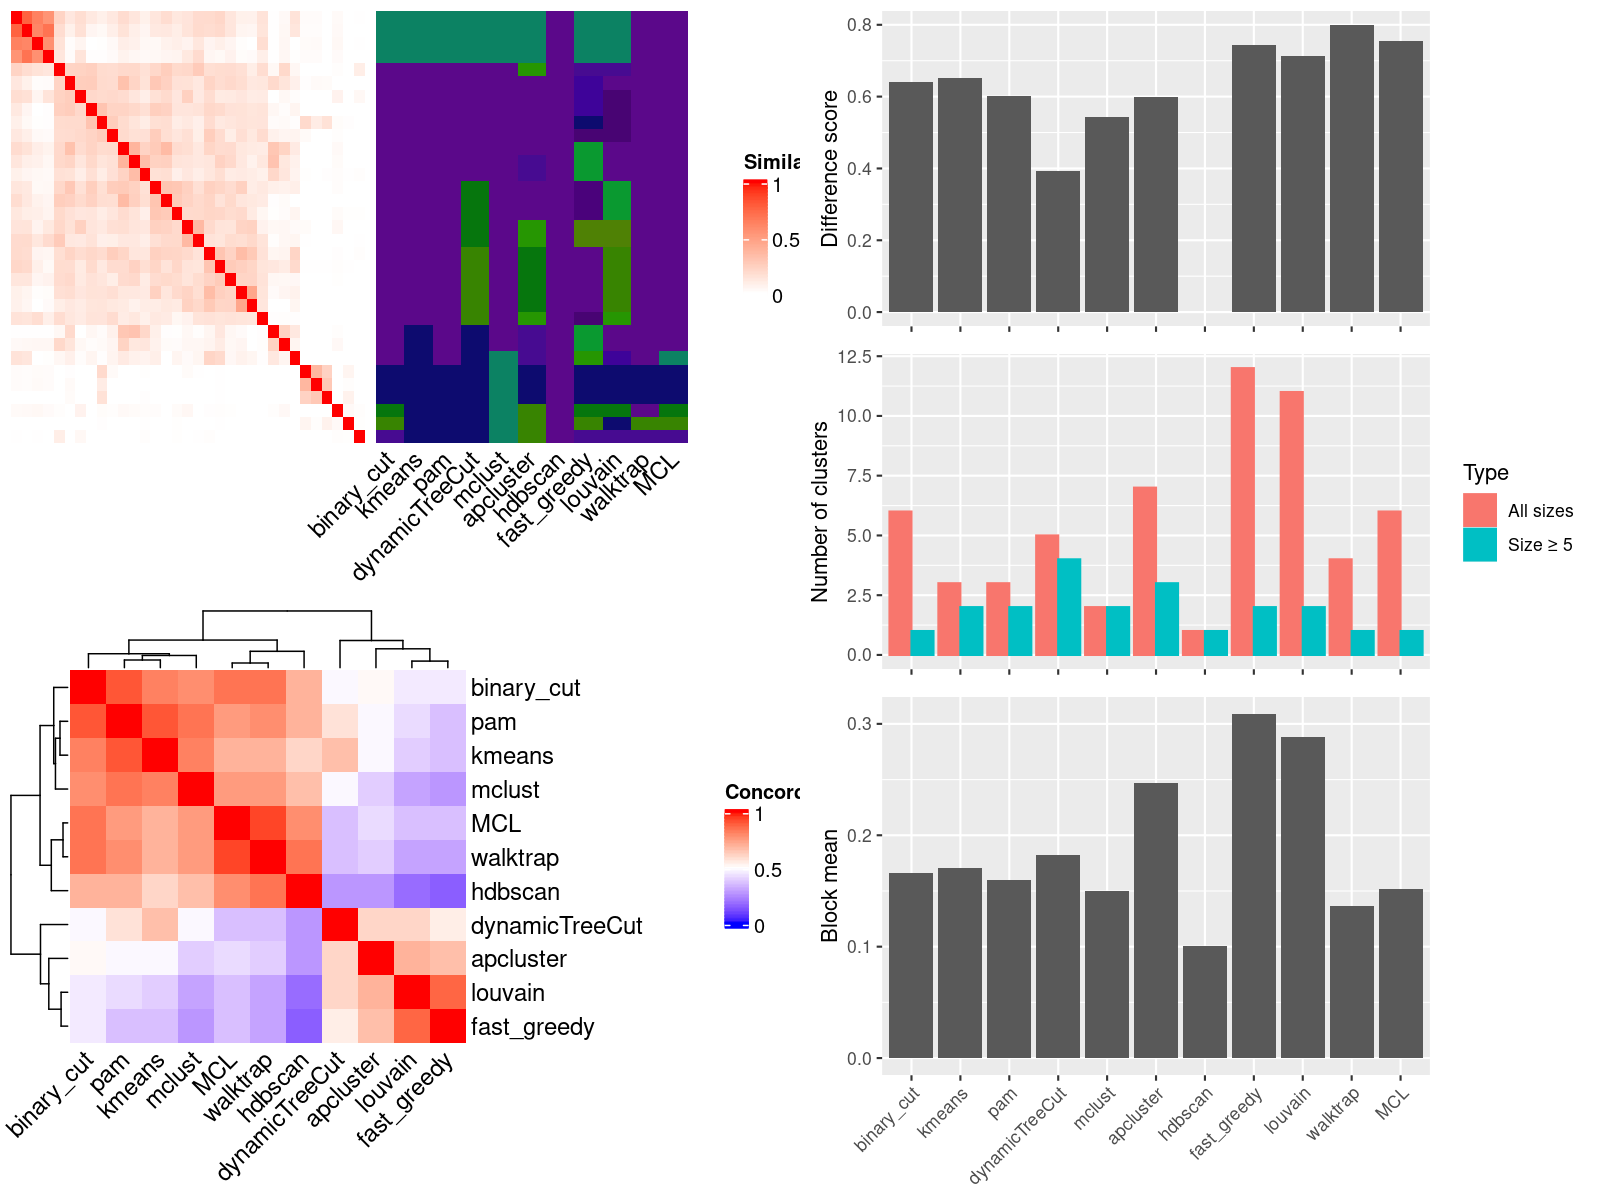 Simila
1
0.5
0
binary_cut
kmeans
pam
dynamicTreeCut
mclust
apcluster
hdbscan
fast_greedy
louvain
walktrap
MCL
binary_cut
pam
kmeans
mclust
MCL
walktrap
hdbscan
dynamicTreeCut
apcluster
louvain
fast_greedy
binary_cut
pam
kmeans
mclust
MCL
walktrap
hdbscan
dynamicTreeCut
apcluster
louvain
fast_greedy
Concord
1
0.5
0
Difference score
0.8
0.6
0.4
0.2
0.0
Number of clusters
12.5
10.0
7.5
5.0
2.5
0.0
Type
All sizes
Size ≥ 5
Block mean
0.3
0.2
0.1
0.0
binary_cut
kmeans
pam
dynamicTreeCut
mclust
apcluster
hdbscan
fast_greedy
louvain
walktrap
MCL